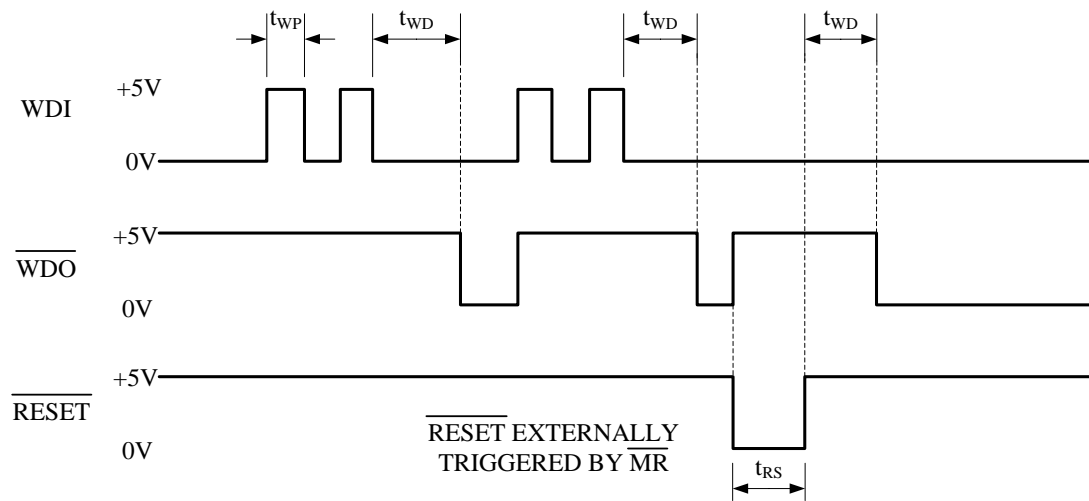 tWP
tWD
tWD
tWD
WDI
+5V
0V
WDO
+5V
0V
RESET
+5V
0V
RESET EXTERNALLY
TRIGGERED BY MR
tRS